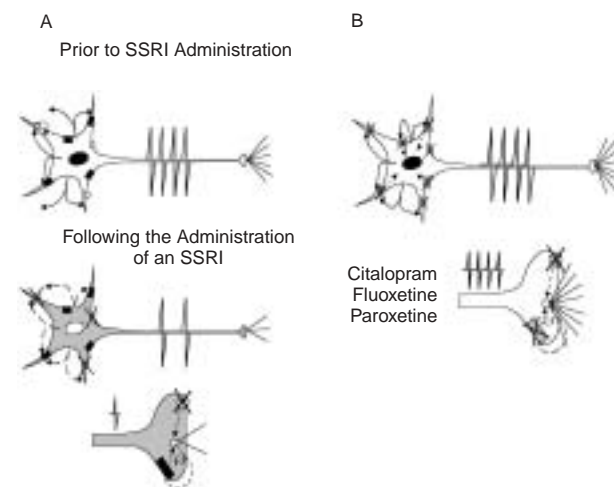 A
Prior to SSRI Administration
Following the Administration
of an SSRI
B
Citalopram
Fluoxetine
Paroxetine